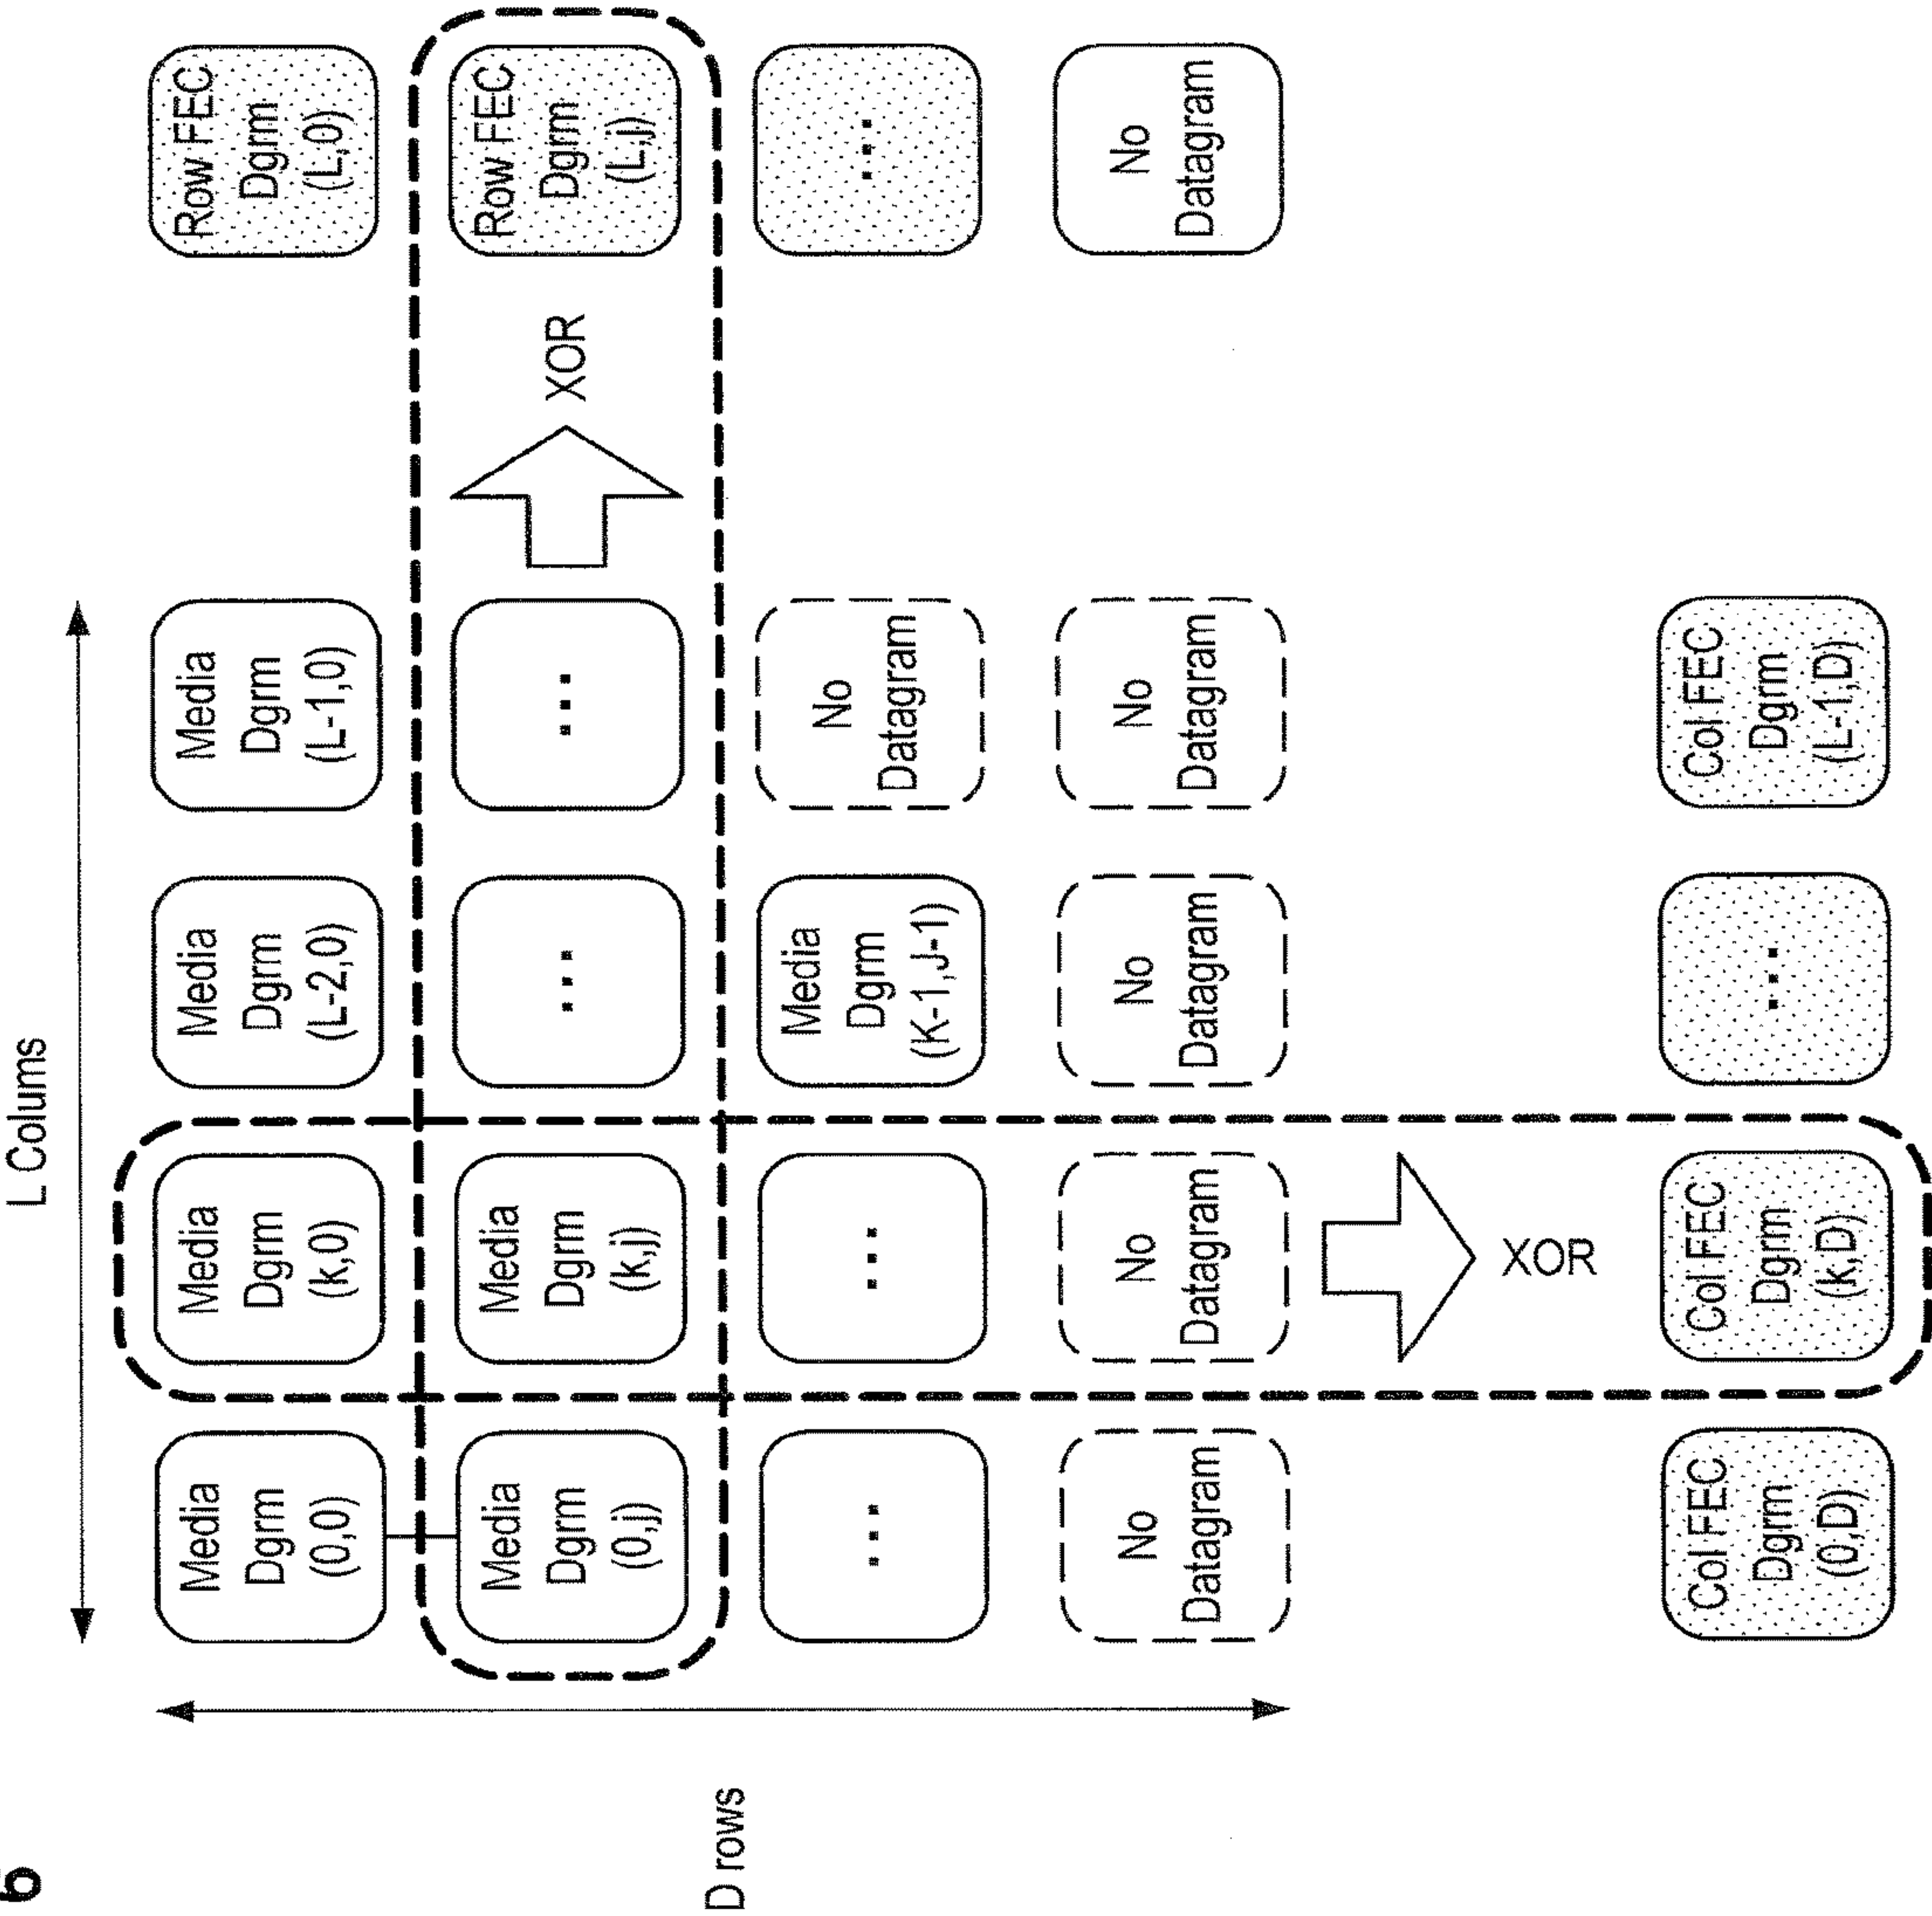 6
L Colums
D rows
Media
Dgrm
(0,0)
Media
Dgrm
(k,0)
Media
Dgrm
(L-2,0)
Media
Dgrm
(L-1,0)
Row FEC
Dgrm
(L,0)
Media
Dgrm
(0,j)
Media
Dgrm
(k,j)
...
...
XOR
Row FEC
Dgrm
(L,j)
...
...
Media
Dgrm
(K-1,J-1)
No
Datagram
...
No
Datagram
No
Datagram
No
Datagram
No
Datagram
No
Datagram
XOR
Col FEC
Dgrm
(0,D)
Col FEC
Dgrm
(k,D)
...
Col FEC
Dgrm
(L-1,D)